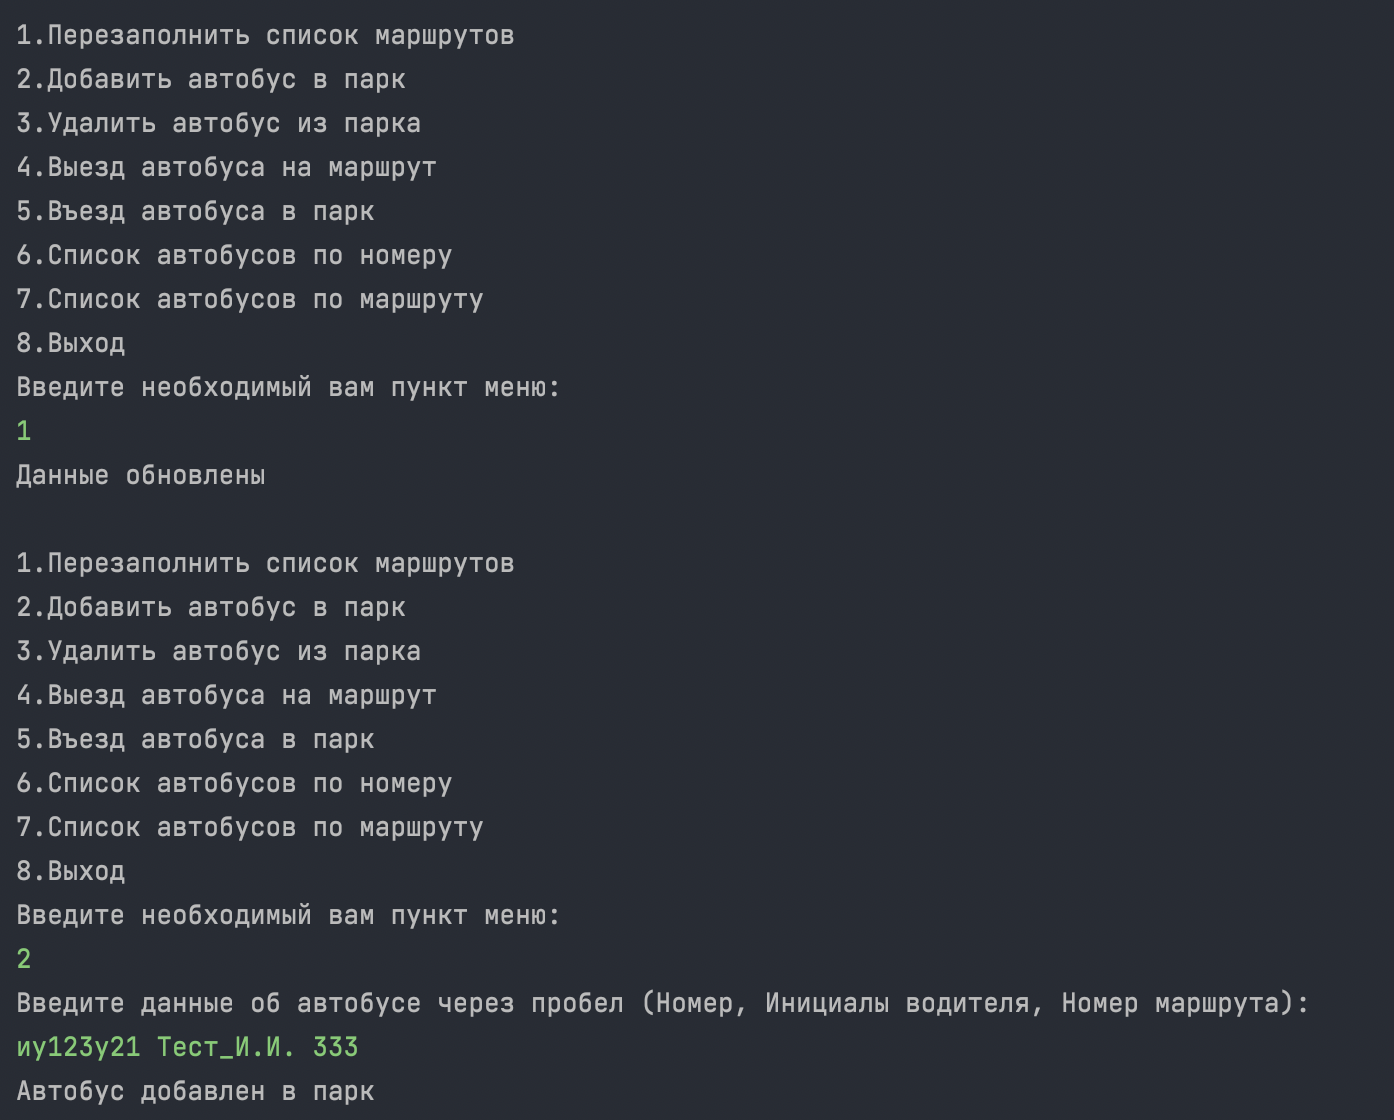 1.Перезаполнить список маршрутов
2.Добавить автобус в парк
3.Удалить автобус из парка
4.Выезд автобуса на маршрут
5.Въезд автобуса в парк
6.Список автобусов по номеру
7.Список автобусов по маршруту
8.Выход
Введите необходимый вам пункт меню:
1
Данные обновлены
1.Перезаполнить список маршрутов
2.Добавить автобус в парк
3.Удалить автобус из парка
4.Выезд автобуса на маршрут
5.Въезд автобуса в парк
6.Список автобусов по номеру
7.Список автобусов по маршруту
8.Выход
Введите необходимый вам пункт меню:
2
Введите данные об автобусе через пробел (Номер, Инициалы водителя, Номер маршрута):
иу123у21 Тест_И.И. 333
Автобус добавлен в парк